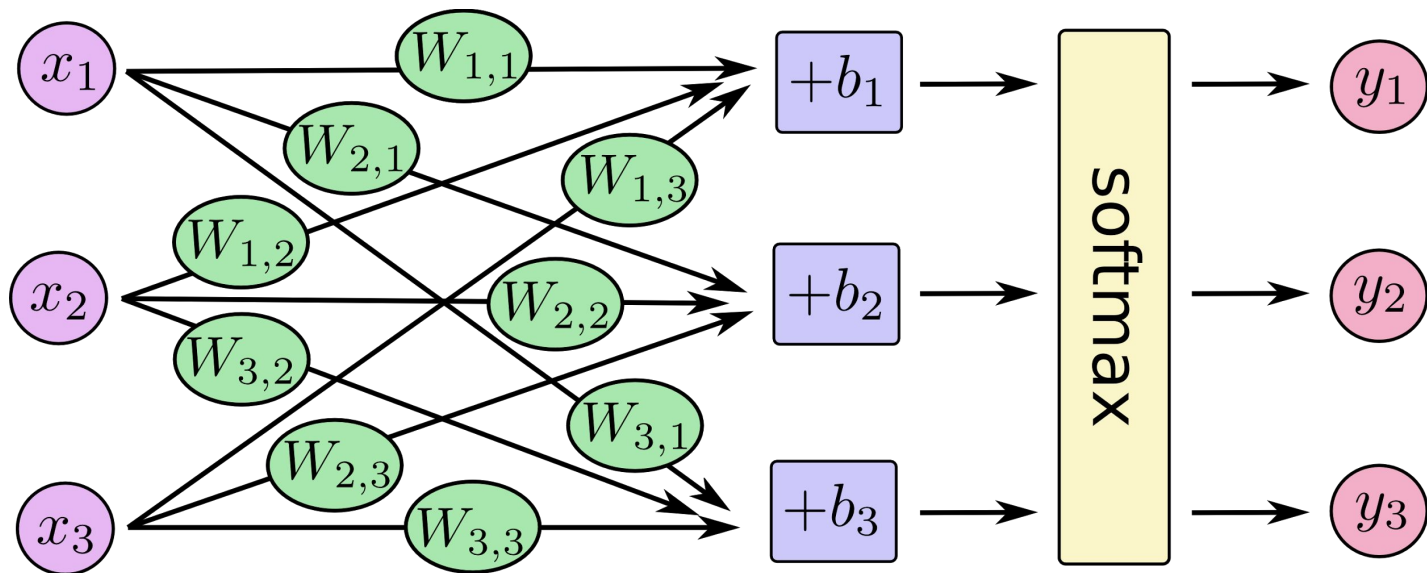 x₁ W₁,₁ +b₁ y₁
W₂,₁
W₁,₃
W₁,₂
x₂ W₂,₂ +b₂ softmax y₂
W₃,₂
W₃,₁
W₂,₃
x₃ W₃,₃ +b₃ y₃